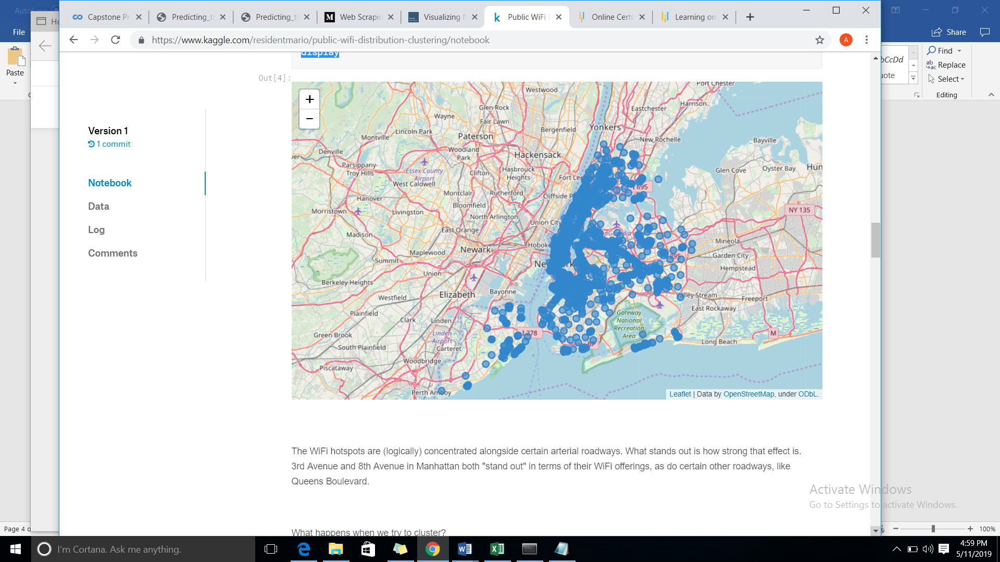 Capstone Pr
Predicting_t
Predicting_t
Web Scrapin
Visualizing
Public WiFi
Online Certi
Learning on
https://www.kaggle.com/residentmario/public-wifi-distribution-clustering/notebook
File
Paste
Share
Find
Replace
Select
Editing
display
Out[4]:
+
−
Version 1
1 commit
Notebook
Data
Log
Comments
Port Chester
Westwood
Harrison
Glen Rock
Eastchester
Wayne
Fair Lawn
Yonkers
Lincoln Park
Bergenfield
Paterson
Montville
New Rochelle
Bayville
Woodland
Park
Denville
Hackensack
Parsippany-
Troy Hills
Essex County
Airport
Clifton
Hasbrouck
Heights
Fort Lee
Glen Cove
Oyster Bay
Hun
West Caldwell
695
Montclair
Rutherford
Cliffside P
Hanover
Bloomfield
Morristown
Livingston
North Arlington
Union City
NY 135
East Orange
Madison
Mineola
Newark
Hoboke
Maplewood
Garden City
Summit
Hempstead
Union
Berkeley Heights
Bayonne
Elizabeth
Valley Stream
Freeport
Westfield
East Rockaway
Plainfield
Gateway
National
Recreation
Area
Clark
Linden
I 278
M
Green Brook
Linden
Airport
Long Beach
South Plainfield
Carteret
Woodbridge
Piscataway
Perth Amboy
Leaflet | Data by OpenStreetMap, under ODbL.
The WiFi hotspots are (logically) concentrated alongside certain arterial roadways. What stands out is how strong that effect is.
3rd Avenue and 8th Avenue in Manhattan both "stand out" in terms of their WiFi offerings, as do certain other roadways, like
Queens Boulevard.
What happens when we try to cluster?
Activate Windows
Go to Settings to activate Windows.
Page 4 o
100%
I'm Cortana. Ask me anything.
4:59 PM
5/11/2019